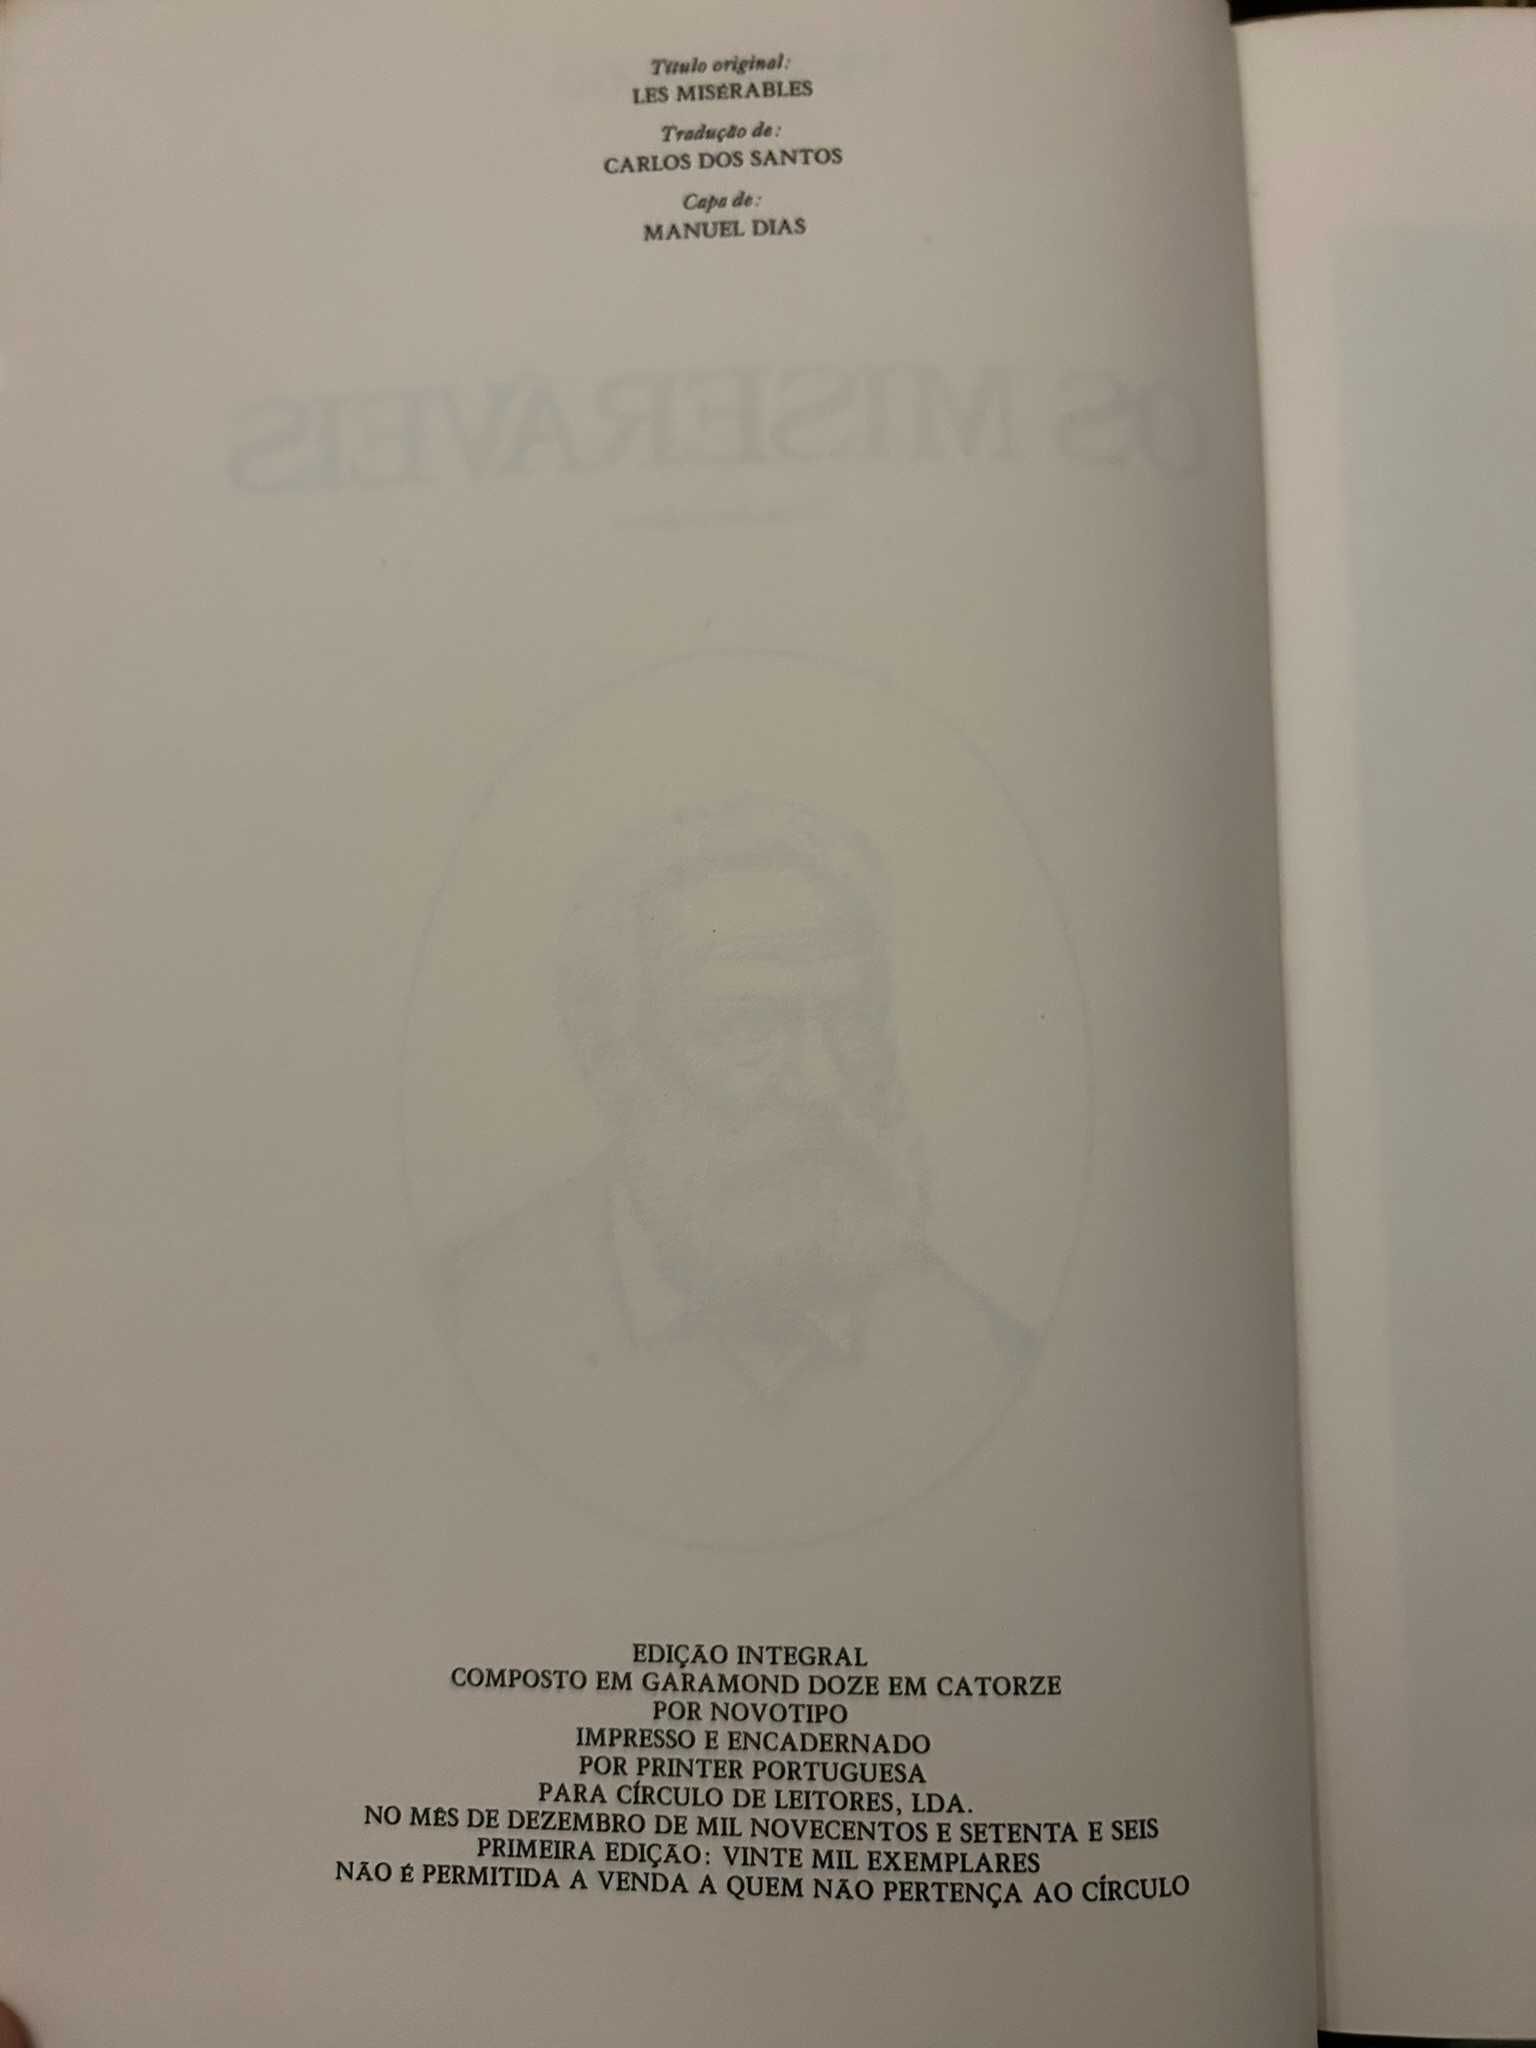 Título original:
LES MISÉRABLES
Tradução de:
CARLOS DOS SANTOS
Capa de:
MANUEL DIAS
OS MISERÁVEIS
EDIÇÃO INTEGRAL
COMPOSTO EM GARAMOND DOZE EM CATORZE
POR NOVOTIPO
IMPRESSO E ENCADERNADO
POR PRINTER PORTUGUESA
PARA CÍRCULO DE LEITORES, LDA.
NO MÊS DE DEZEMBRO DE MIL NOVECENTOS E SETENTA E SEIS
PRIMEIRA EDIÇÃO: VINTE MIL EXEMPLARES
NÃO É PERMITIDA A VENDA A QUEM NÃO PERTENÇA AO CÍRCULO